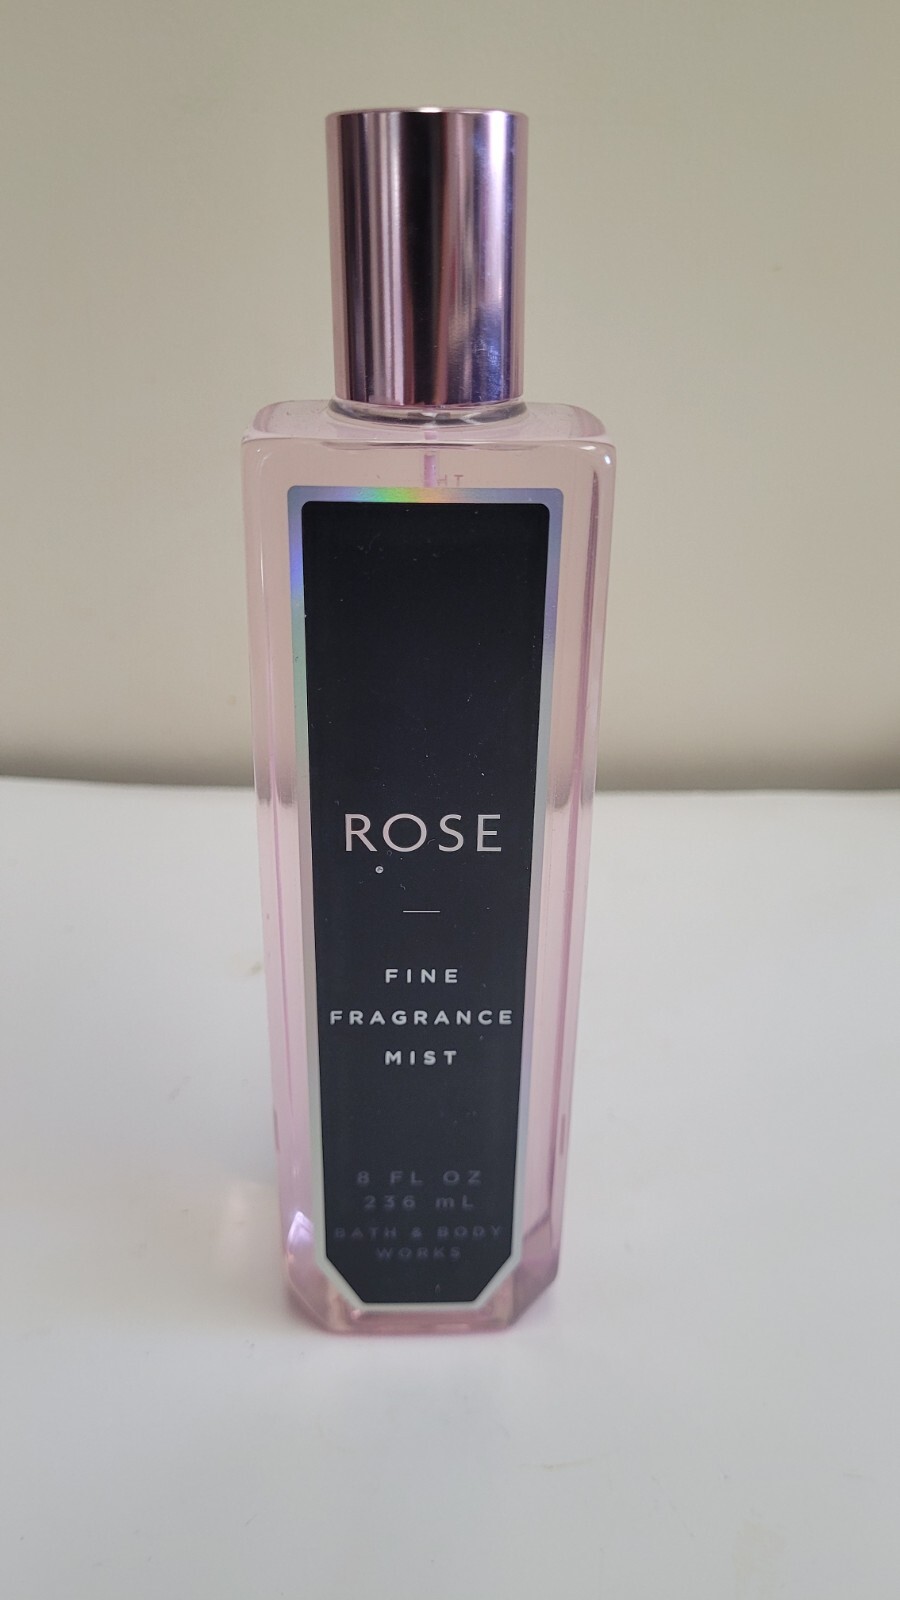 ROSE
FINE
FRAGRANCE
MIST
8 FL OZ
236 mL
BATH & BODY
WORKS